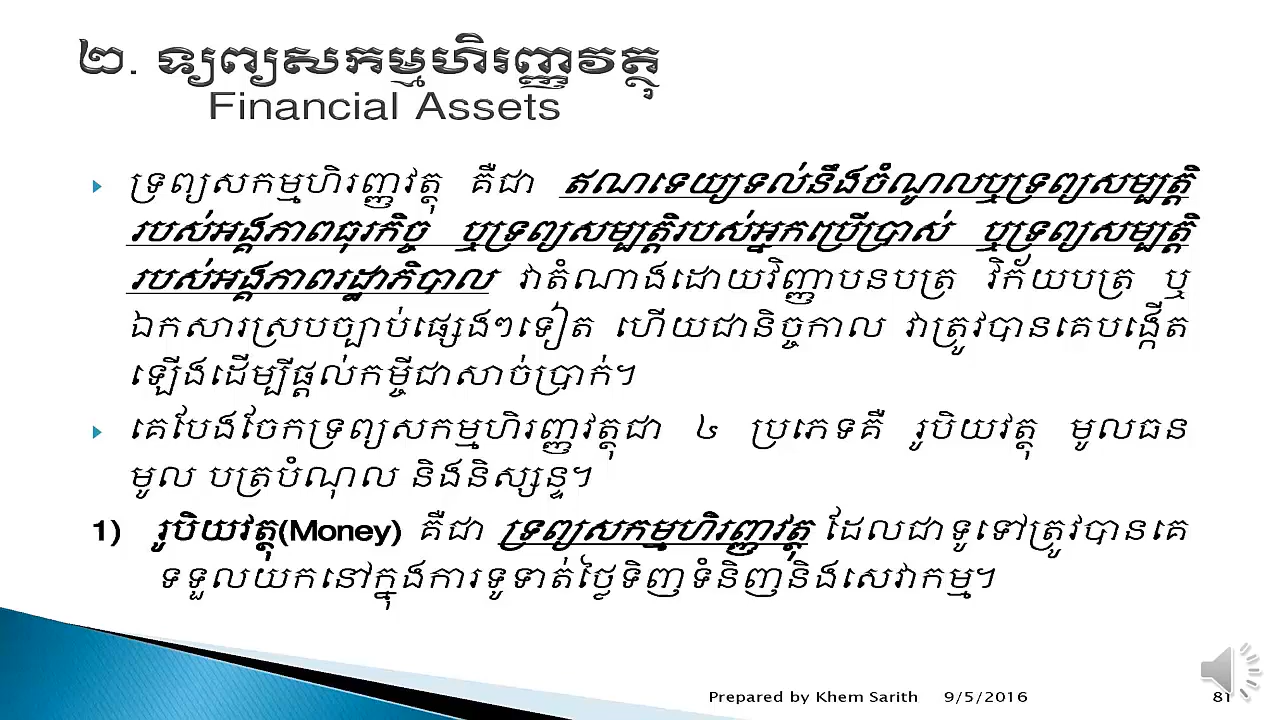 ២. ទ្យព្យសកម្មហិរញ្ញវត្ថុ
Financial Assets
ទ្រព្យសកម្មហិរញ្ញវត្ថុ គឺជា ឥណទេយ្យទល់នឹងចំណូលឬទ្រព្យសម្បត្តិ
របស់អង្គភាពធុរកិច្ច ឬទ្រព្យសម្បត្តិរបស់អ្នកប្រើប្រាស់ ឬទ្រព្យសម្បត្តិ
របស់អង្គភាពរដ្ឋាភិបាល វាតំណាងដោយវិញ្ញាបនបត្រ វិក័យបត្រ ឬ
ឯកសារស្របច្បាប់ផ្សេងៗទៀត ហើយជានិច្ចកាល វាត្រូវបានគេបង្កើត
ឡើងដើម្បីផ្តល់កម្ចីជាសាច់ប្រាក់។
គេបែងចែកទ្រព្យសកម្មហិរញ្ញវត្ថុជា ៤ ប្រភេទគឺ រូបិយវត្ថុ មូលធន
មូល បត្របំណុល និងនិស្សន្ទ។
1) រូបិយវត្ថុ(Money) គឺជា ទ្រព្យសកម្មហិរញ្ញវត្ថុ ដែលជាទូទៅត្រូវបានគេ
ទទួលយកនៅក្នុងការទូទាត់ថ្លៃទិញទំនិញនិងសេវាកម្ម។
Prepared by Khem Sarith 9/5/2016 81